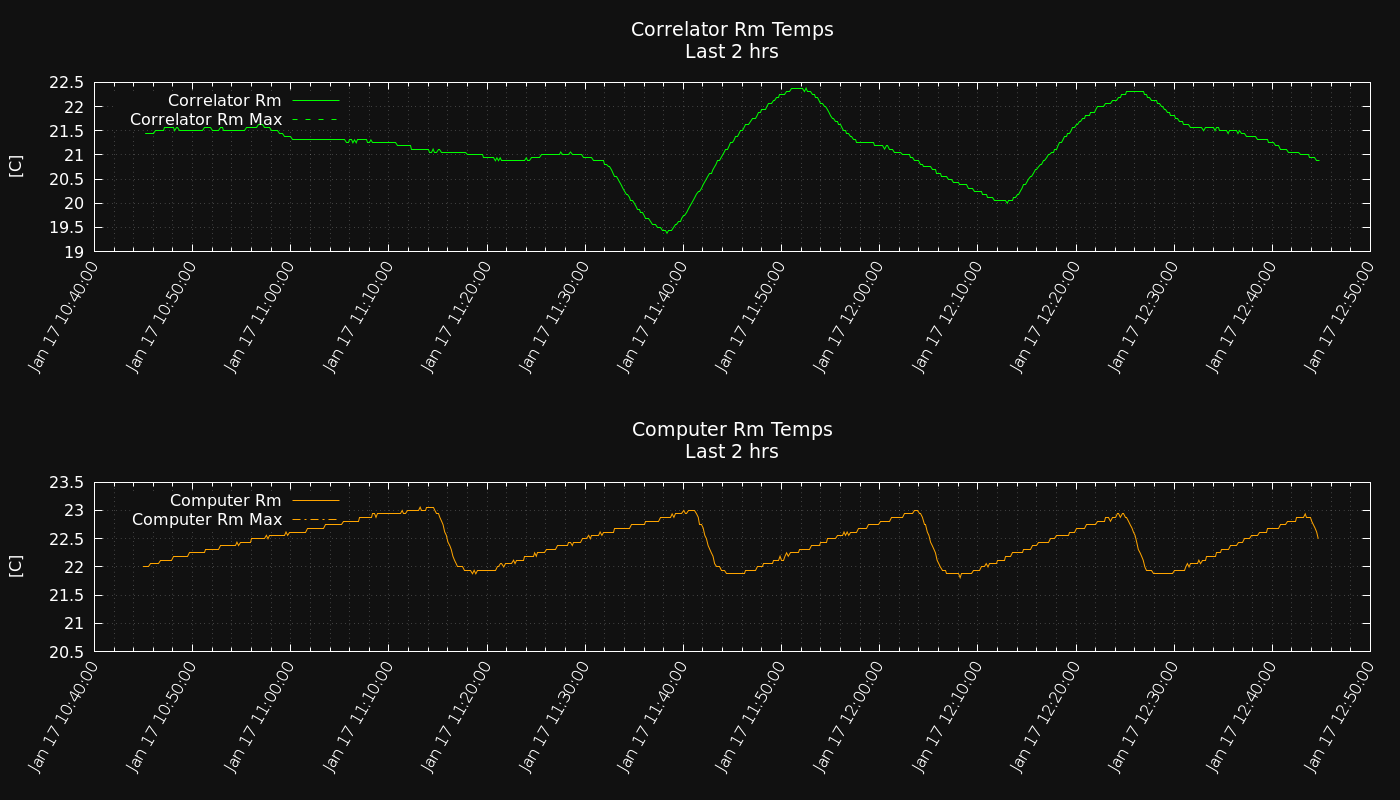 Correlator Rm Temps
Last 2 hrs
22.5
22
21.5
21
20.5
20
19.5
19
[C]
Correlator Rm
Correlator Rm Max
Jan 17 10:40:00
Jan 17 10:50:00
Jan 17 11:00:00
Jan 17 11:10:00
Jan 17 11:20:00
Jan 17 11:30:00
Jan 17 11:40:00
Jan 17 11:50:00
Jan 17 12:00:00
Jan 17 12:10:00
Jan 17 12:20:00
Jan 17 12:30:00
Jan 17 12:40:00
Jan 17 12:50:00
Computer Rm Temps
Last 2 hrs
23.5
23
22.5
22
21.5
21
20.5
[C]
Computer Rm
Computer Rm Max
Jan 17 10:40:00
Jan 17 10:50:00
Jan 17 11:00:00
Jan 17 11:10:00
Jan 17 11:20:00
Jan 17 11:30:00
Jan 17 11:40:00
Jan 17 11:50:00
Jan 17 12:00:00
Jan 17 12:10:00
Jan 17 12:20:00
Jan 17 12:30:00
Jan 17 12:40:00
Jan 17 12:50:00